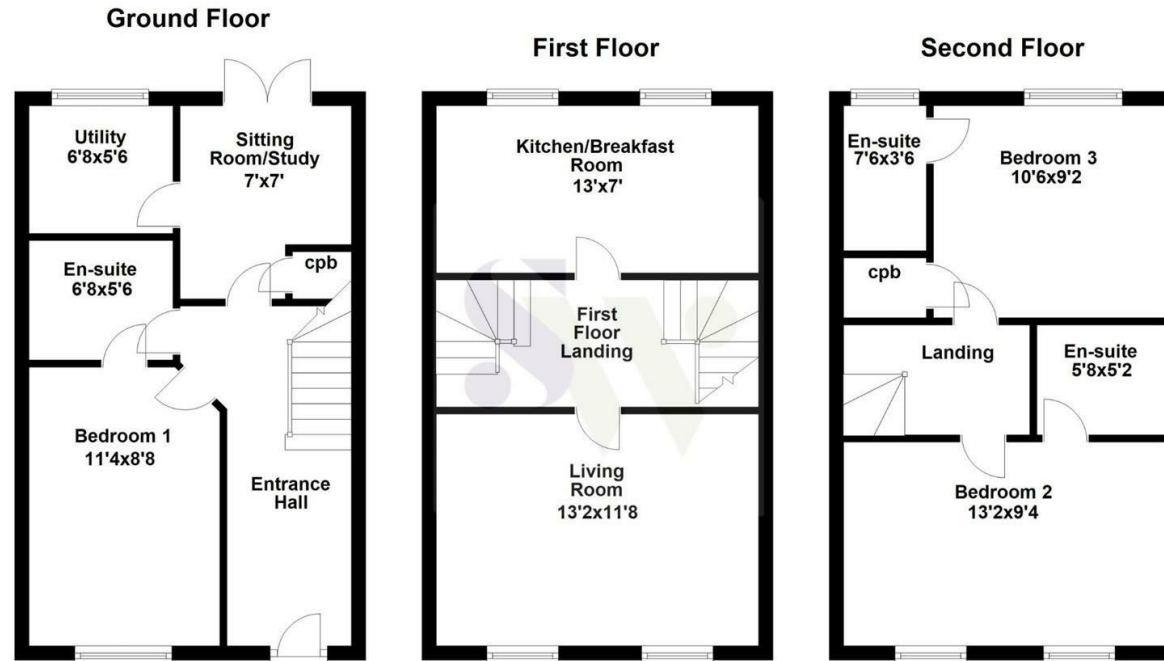 Ground Floor
Utility
6'8x5'6
Sitting
Room/Study
7'x7'
En-suite
6'8x5'6
cpb
Bedroom 1
11'4x8'8
Entrance
Hall
First Floor
Kitchen/Breakfast
Room
13'x7'
First
Floor
Landing
Living
Room
13'2x11'8
Second Floor
En-suite
7'6x3'6
Bedroom 3
10'6x9'2
cpb
Landing
En-suite
5'8x5'2
Bedroom 2
13'2x9'4
SW